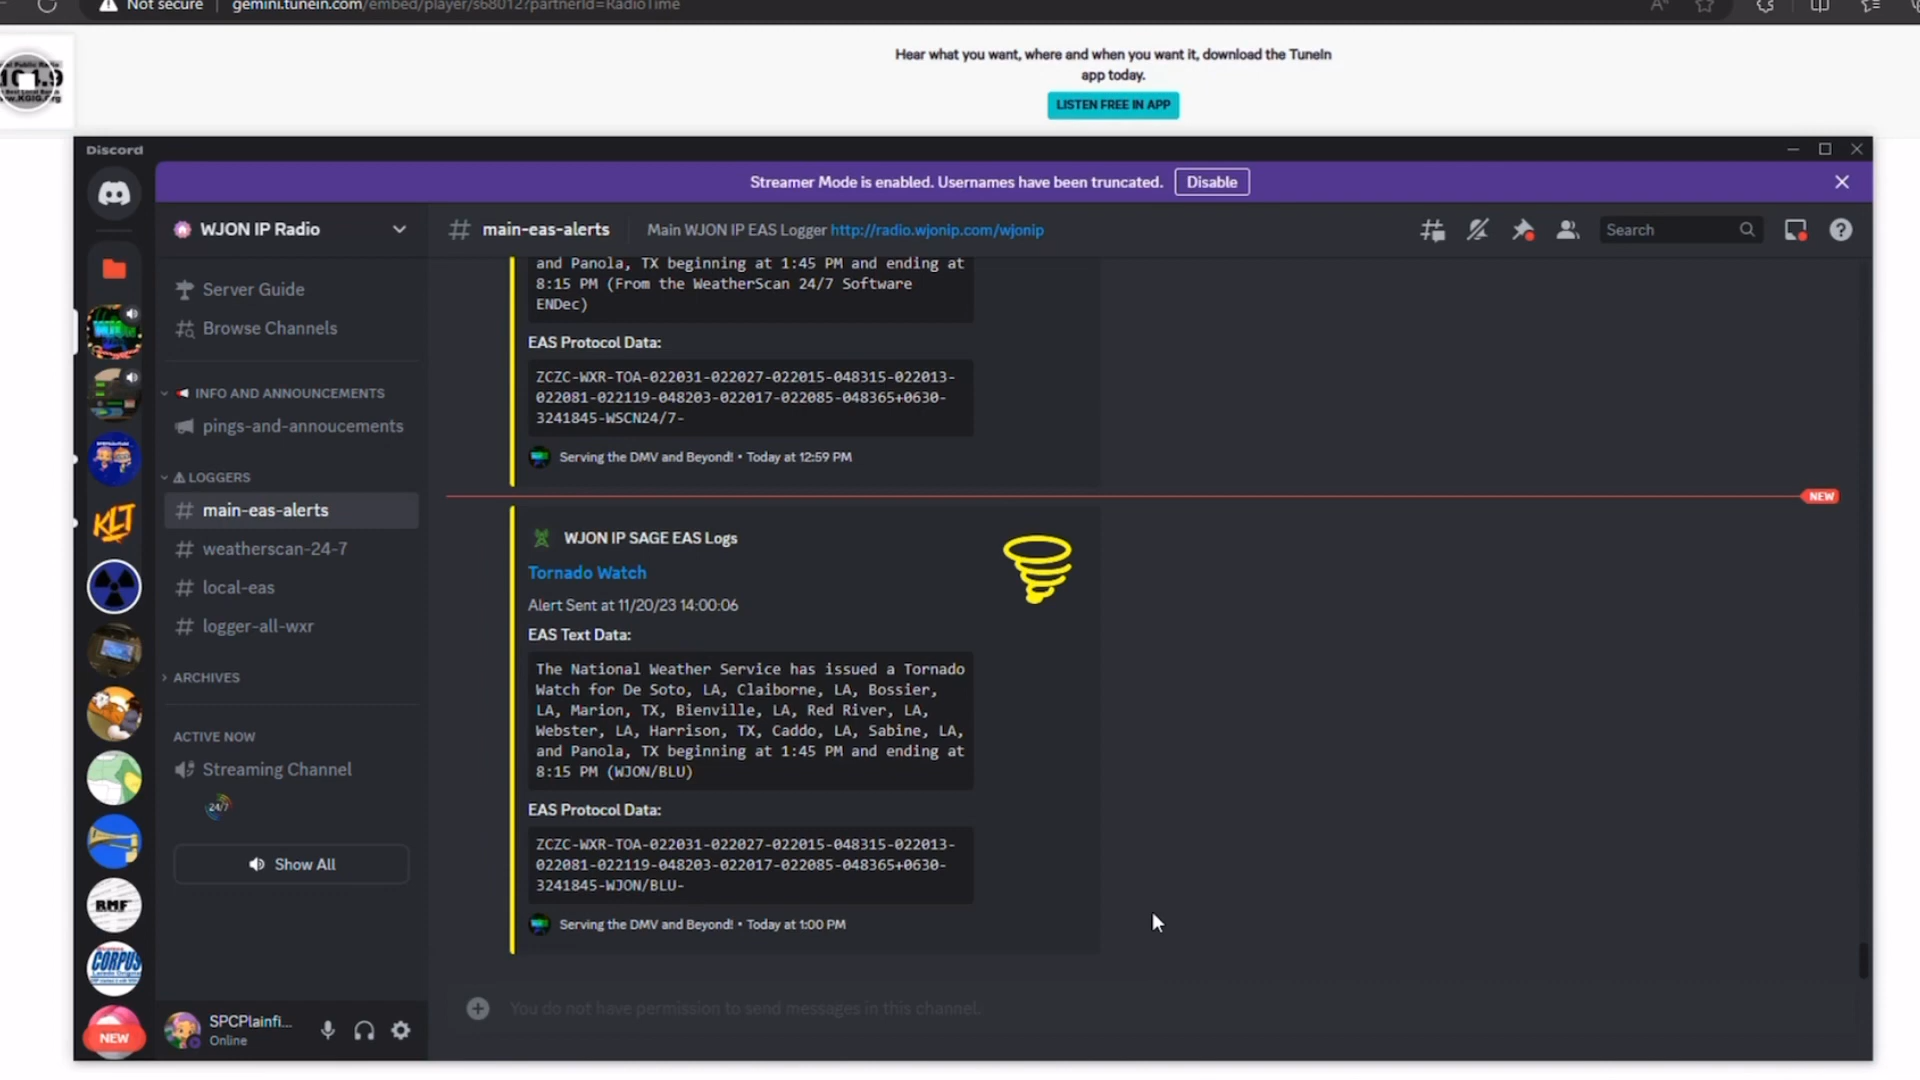 Not secure gemini.tunein.com/embed/player/s68012?partnerId=RadioTime
Hear what you want, where and when you want it, download the TuneIn
app today.
LISTEN FREE IN APP
101.9
www.KGIG.Org
Discord
Streamer Mode is enabled. Usernames have been truncated. Disable
WJON IP Radio
# main-eas-alerts Main WJON IP EAS Logger http://radio.wjonip.com/wjonip
Search
Server Guide
Browse Channels
INFO AND ANNOUNCEMENTS
pings-and-annoucements
LOGGERS
# main-eas-alerts
# weatherscan-24-7
# local-eas
# logger-all-wxr
ARCHIVES
ACTIVE NOW
Streaming Channel
24/7
Show All
KLT
RMF
CORPUS
NEW
SPCPlainfi...
Online
and Panola, TX beginning at 1:45 PM and ending at
8:15 PM (From the WeatherScan 24/7 Software
ENDec)
EAS Protocol Data:
ZCZC-WXR-TOA-022031-022027-022015-048315-022013-
022081-022119-048203-022017-022085-048365+0630-
3241845-WSCN24/7-
Serving the DMV and Beyond! • Today at 12:59 PM
NEW
WJON IP SAGE EAS Logs
Tornado Watch
Alert Sent at 11/20/23 14:00:06
EAS Text Data:
The National Weather Service has issued a Tornado
Watch for De Soto, LA, Claiborne, LA, Bossier,
LA, Marion, TX, Bienville, LA, Red River, LA,
Webster, LA, Harrison, TX, Caddo, LA, Sabine, LA,
and Panola, TX beginning at 1:45 PM and ending at
8:15 PM (WJON/BLU)
EAS Protocol Data:
ZCZC-WXR-TOA-022031-022027-022015-048315-022013-
022081-022119-048203-022017-022085-048365+0630-
3241845-WJON/BLU-
Serving the DMV and Beyond! • Today at 1:00 PM
You do not have permission to send messages in this channel.